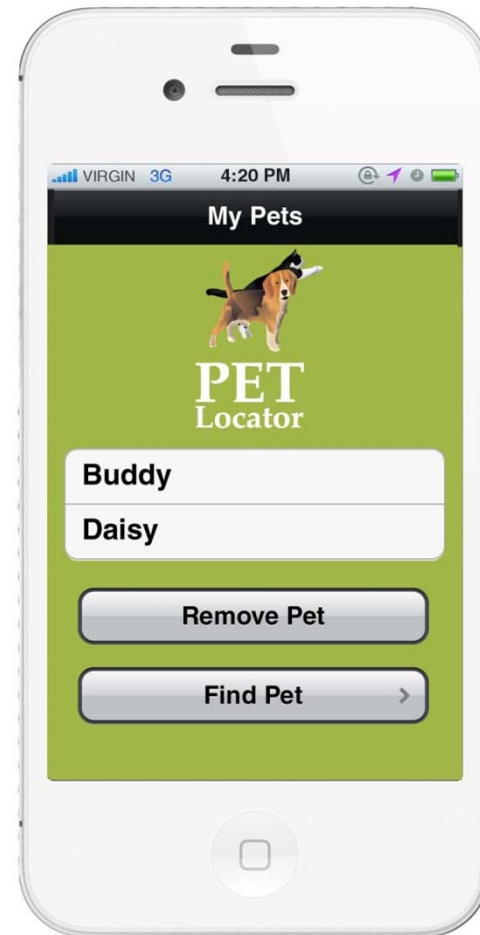 VIRGIN 3G 4:20 PM
My Pets
PET
Locator
Buddy
Daisy
Remove Pet
Find Pet